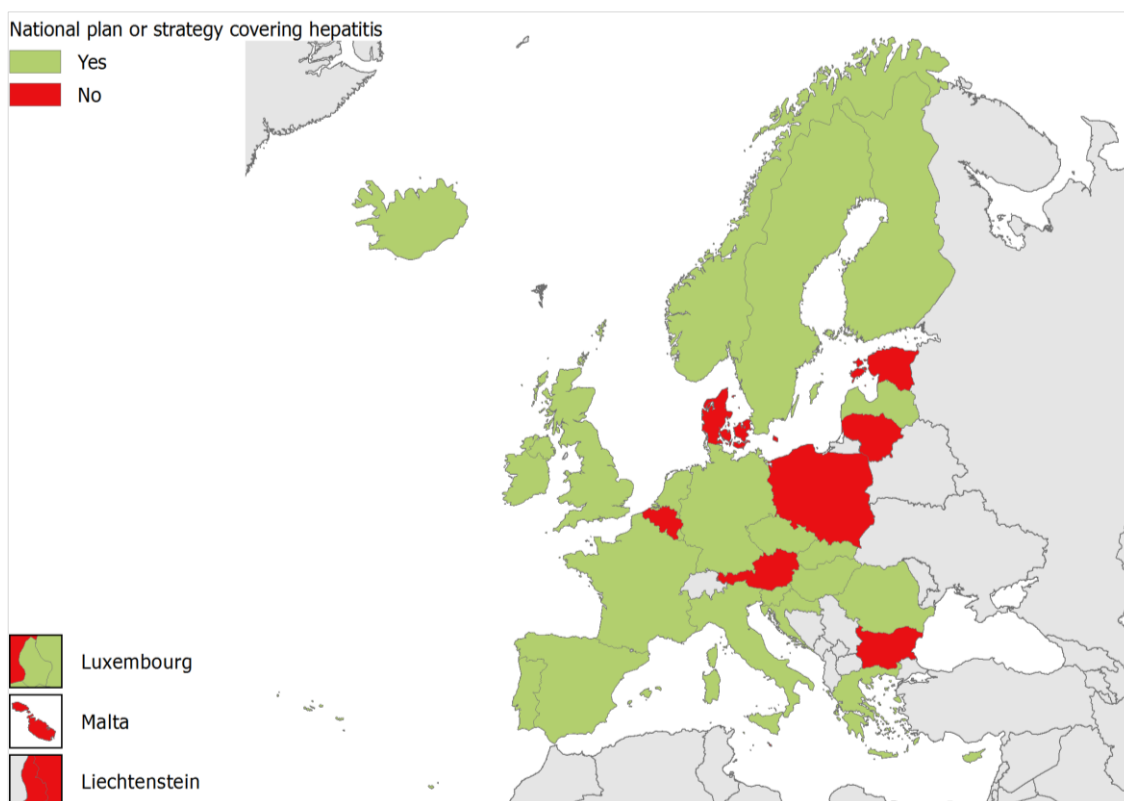 National plan or strategy covering hepatitis
Yes
No
Luxembourg
Malta
Liechtenstein